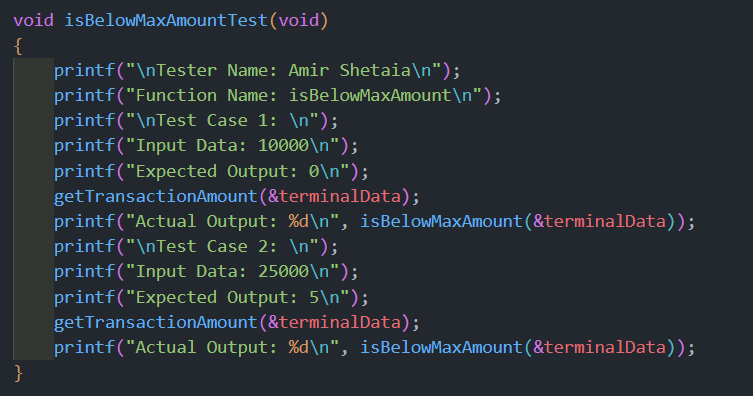 void isBelowMaxAmountTest(void)
{
    printf("\nTester Name: Amir Shetaia\n");
    printf("Function Name: isBelowMaxAmount\n");
    printf("\nTest Case 1: \n");
    printf("Input Data: 10000\n");
    printf("Expected Output: 0\n");
    getTransactionAmount(&terminalData);
    printf("Actual Output: %d\n", isBelowMaxAmount(&terminalData));
    printf("\nTest Case 2: \n");
    printf("Input Data: 25000\n");
    printf("Expected Output: 5\n");
    getTransactionAmount(&terminalData);
    printf("Actual Output: %d\n", isBelowMaxAmount(&terminalData));
}